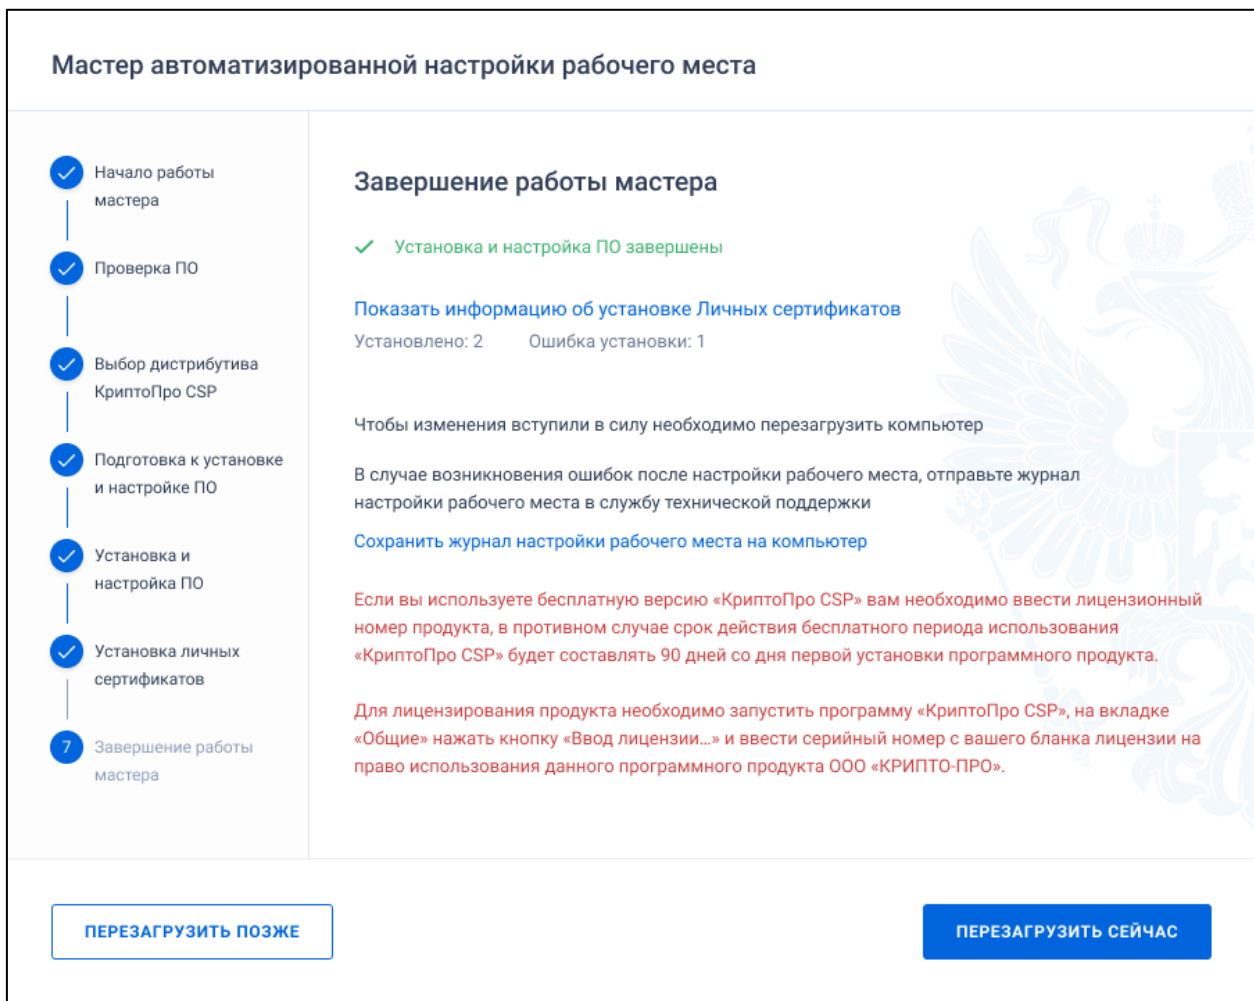 Мастер автоматизированной настройки рабочего места
Начало работы
мастера
Проверка ПО
Выбор дистрибутива
КриптоПро CSP
Подготовка к установке
и настройке ПО
Установка и
настройка ПО
Установка личных
сертификатов
7
Завершение работы
мастера
Завершение работы мастера
Установка и настройка ПО завершены
Показать информацию об установке Личных сертификатов
Установлено: 2 Ошибка установки: 1
Чтобы изменения вступили в силу необходимо перезагрузить компьютер
В случае возникновения ошибок после настройки рабочего места, отправьте журнал
настройки рабочего места в службу технической поддержки
Сохранить журнал настройки рабочего места на компьютер
Если вы используете бесплатную версию «КриптоПро CSP» вам необходимо ввести лицензионный
номер продукта, в противном случае срок действия бесплатного периода использования
«КриптоПро CSP» будет составлять 90 дней со дня первой установки программного продукта.
Для лицензирования продукта необходимо запустить программу «КриптоПро CSP», на вкладке
«Общие» нажать кнопку «Ввод лицензии...» и ввести серийный номер с вашего бланка лицензии на
право использования данного программного продукта ООО «КРИПТО-ПРО».
ПЕРЕЗАГРУЗИТЬ ПОЗЖЕ
ПЕРЕЗАГРУЗИТЬ СЕЙЧАС